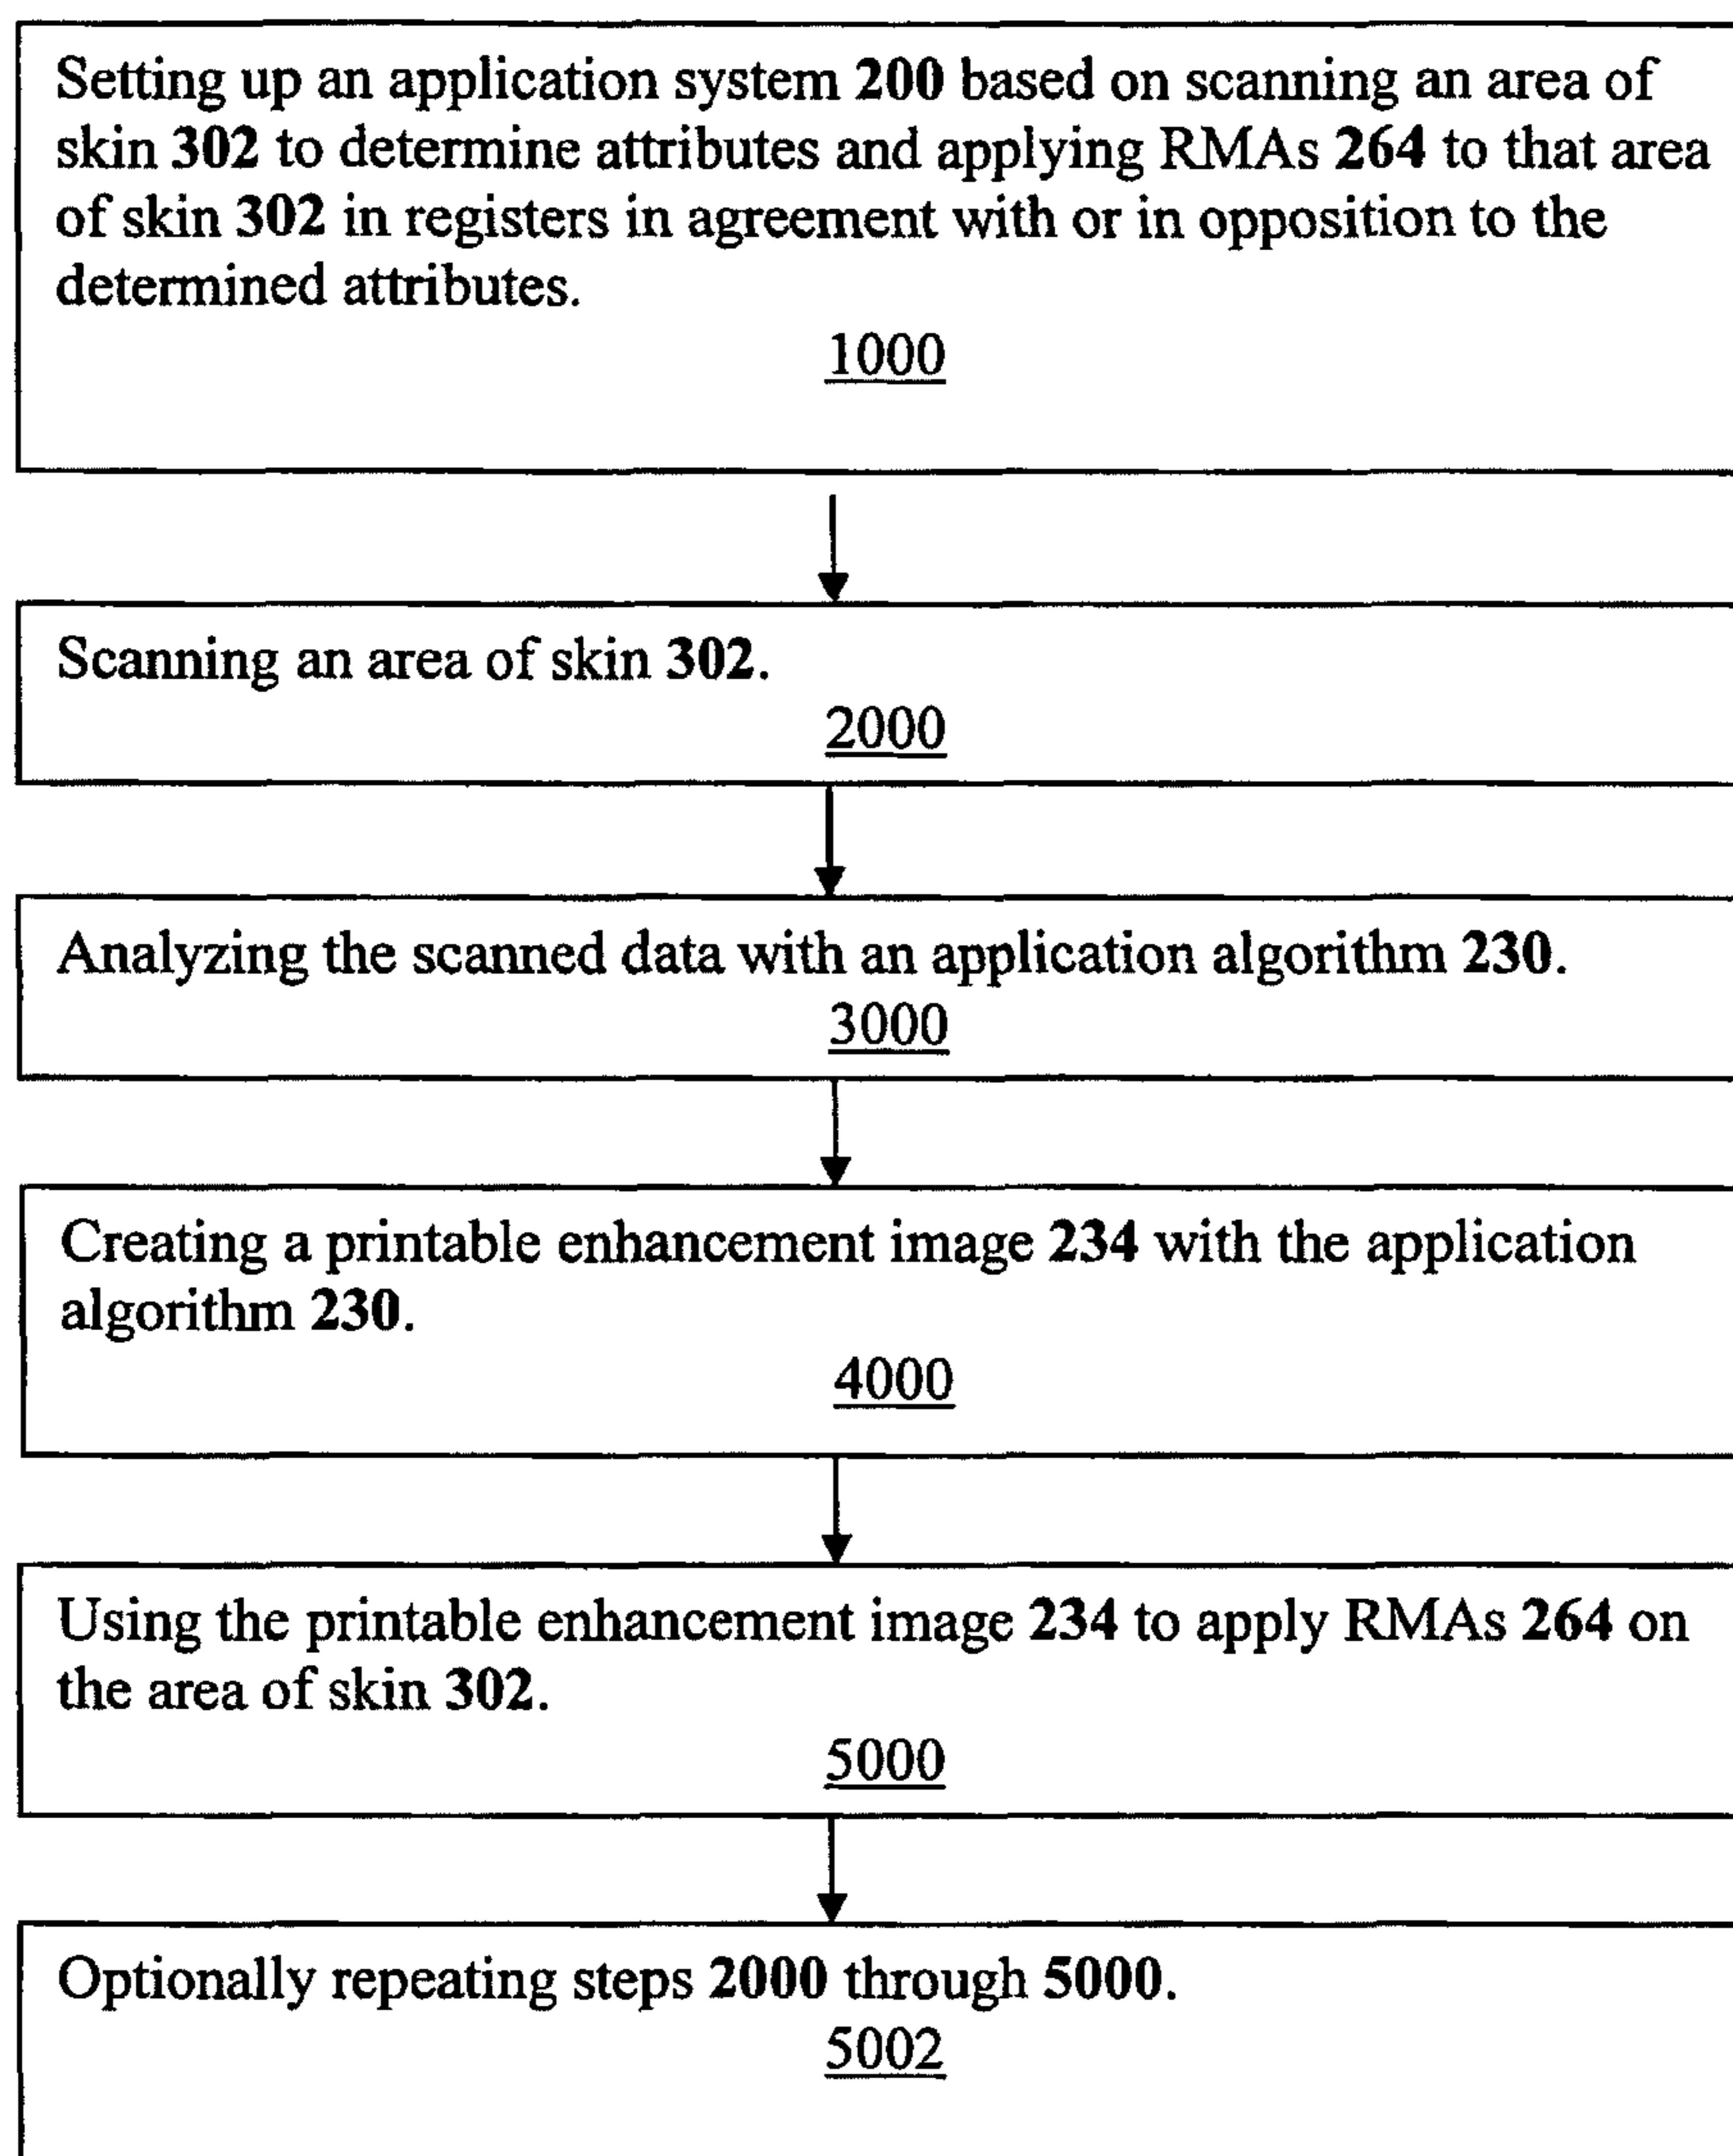 Setting up an application system 200 based on scanning an area of
skin 302 to determine attributes and applying RMAs 264 to that area
of skin 302 in registers in agreement with or in opposition to the
determined attributes.
1000
Scanning an area of skin 302.
2000
Analyzing the scanned data with an application algorithm 230.
3000
Creating a printable enhancement image 234 with the application
algorithm 230.
4000
Using the printable enhancement image 234 to apply RMAs 264 on
the area of skin 302.
5000
Optionally repeating steps 2000 through 5000.
5002